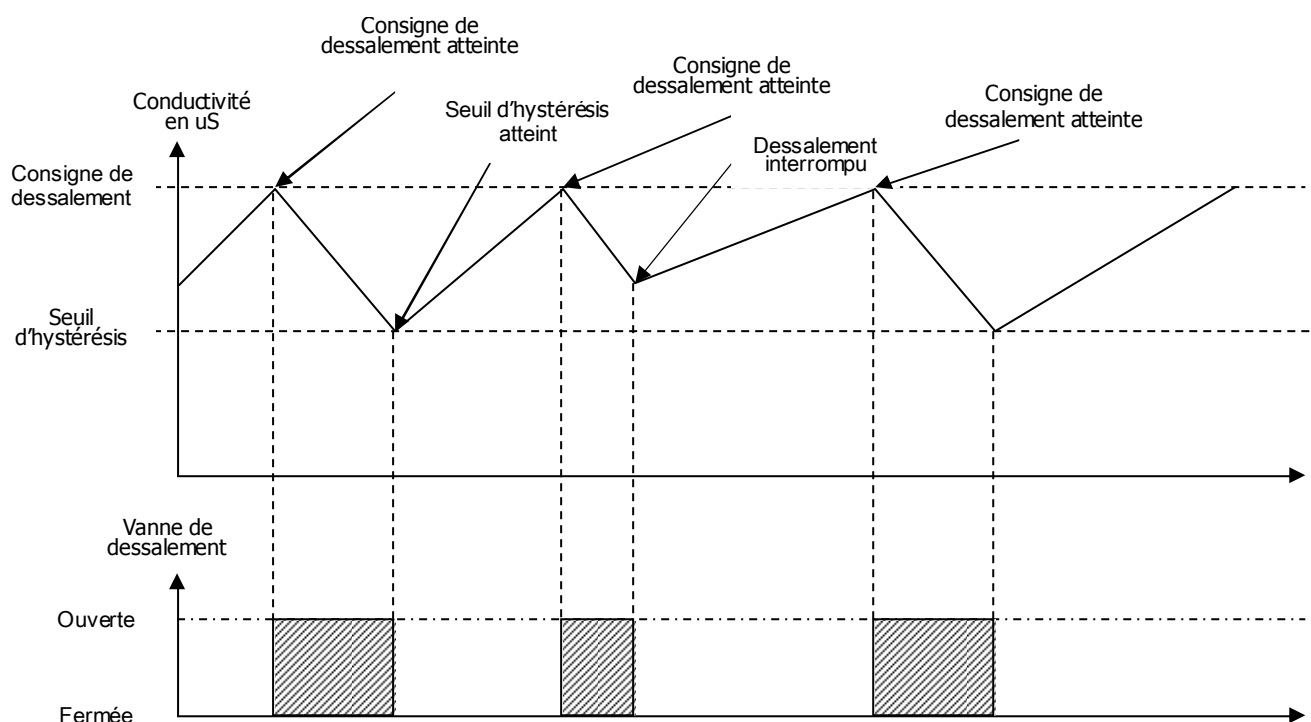 Consigne de
dessalement atteinte
Consigne de
dessalement atteinte
Consigne de
dessalement atteinte
Conductivité
en uS
Seuil d'hystérésis
atteint
Dessalement
interrompu
Consigne de
dessalement
Seuil
d'hystérésis
Vanne de
dessalement
Ouverte
Fermée